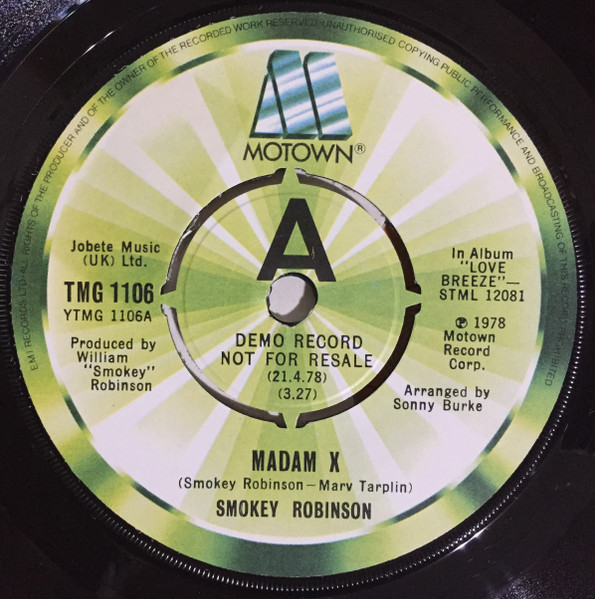 EMI RECORDS LTD·ALL RIGHTS OF THE PRODUCER AND OF THE OWNER OF THE RECORDED WORK RESERVED UNAUTHORISED COPYING PUBLIC PERFORMANCE AND BROADCASTING OF THIS RECORD PROHIBITED
MOTOWN®
A
Jobete Music
(UK) Ltd.
TMG 1106
YTMG 1106A
Produced by
William
"Smokey"
Robinson
In Album
"LOVE
BREEZE"—
STML 12081
℗ 1978
Motown
Record
Corp.
Arranged by
Sonny Burke
DEMO RECORD
NOT FOR RESALE
(21.4.78)
(3.27)
MADAM X
(Smokey Robinson—Marv Tarplin)
SMOKEY ROBINSON